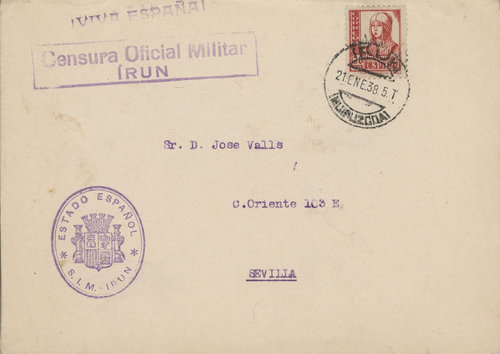 ¡VIVA ESPAÑA!
Censura Oficial Militar
ÍRUN
21 ENE 38 5.T
(GUIPUZCOA)
Sr. D. Jose Valls
C.Oriente 103 E
SEVILLA
* ESTADO ESPAÑOL *
S.I.M.-IRUN